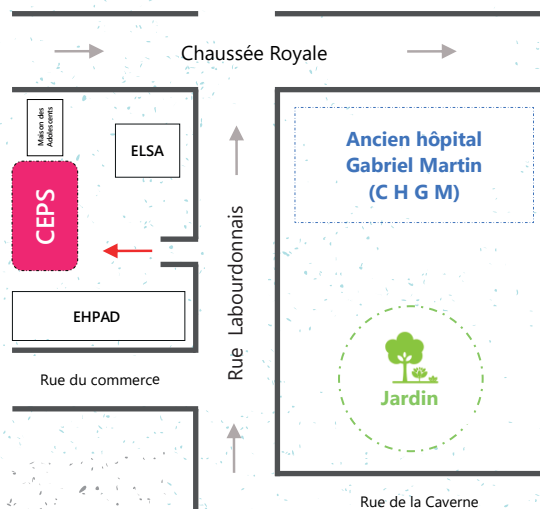 Chaussée Royale
Maison des
Adolescents
ELSA
CEPS
EHPAD
Rue du commerce
Rue Labourdonnais
Ancien hôpital
Gabriel Martin
(C H G M)
Jardin
Rue de la Caverne